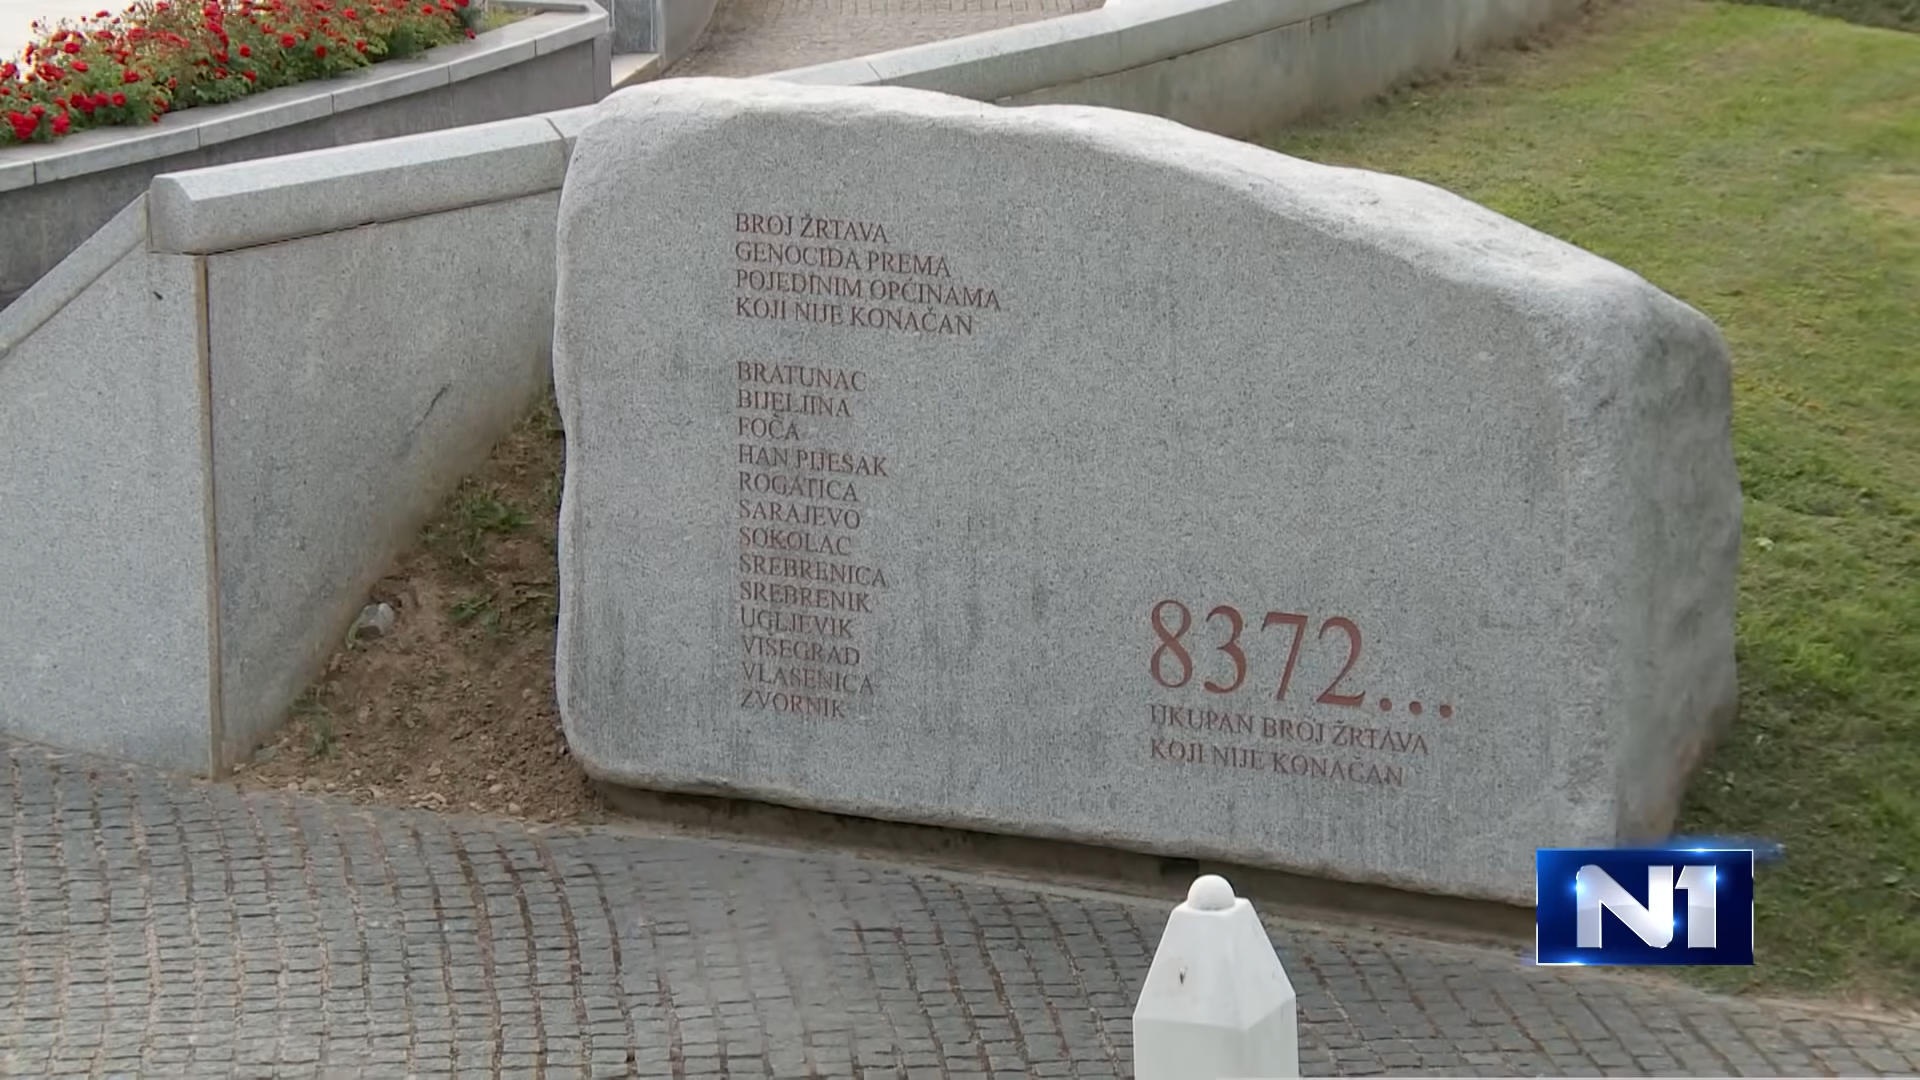 BROJ ŽRTAVA
GENOCIDA PREMA
POJEDINIM OPĆINAMA
KOJI NIJE KONAČAN
BRATUNAC
BIJELJINA
FOČA
HAN PIJESAK
ROGATICA
SARAJEVO
SOKOLAC
SREBRENICA
SREBRENIK
UGLJEVIK
VIŠEGRAD
VLASENICA
ZVORNIK
8372...
UKUPAN BROJ ŽRTAVA
KOJI NIJE KONAČAN
N1